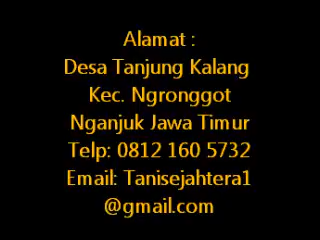 Alamat :
Desa Tanjung Kalang
Kec. Ngronggot
Nganjuk Jawa Timur
Telp: 0812 160 5732
Email: Tanisejahtera1
@gmail.com